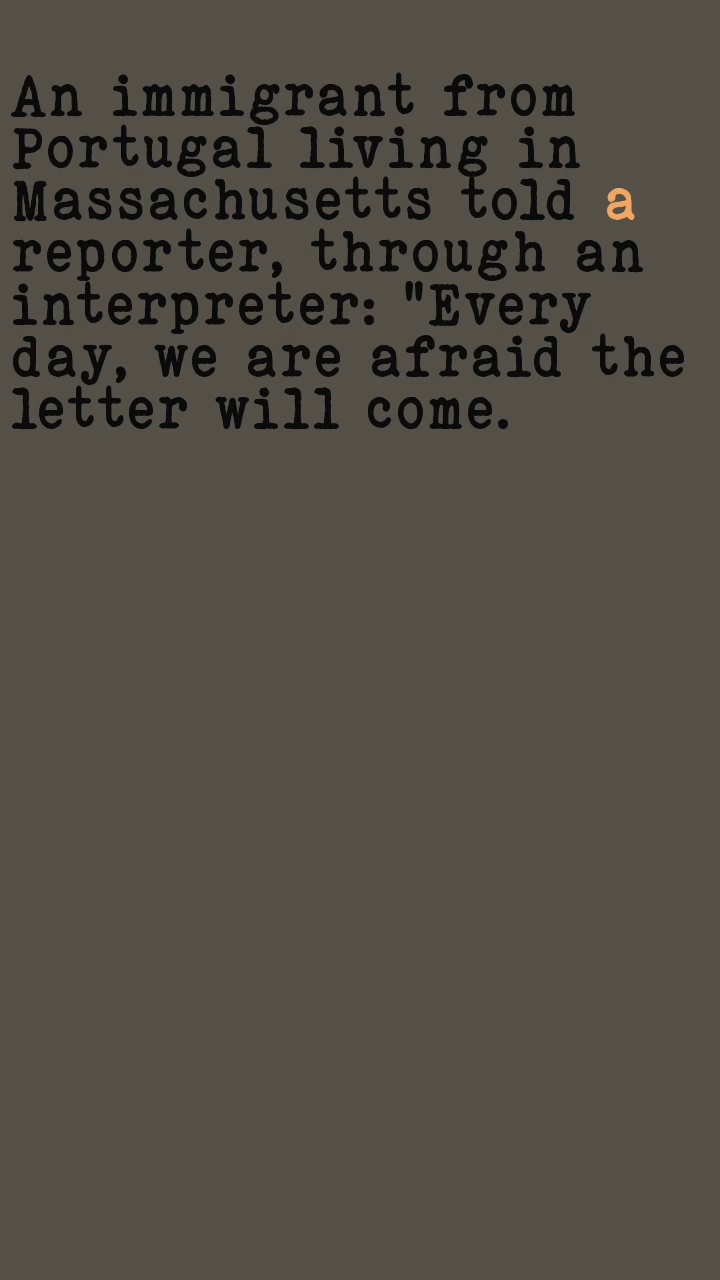 An immigrant from
Portugal living in
Massachusetts told a
reporter, through an
interpreter: "Every
day, we are afraid the
letter will come.